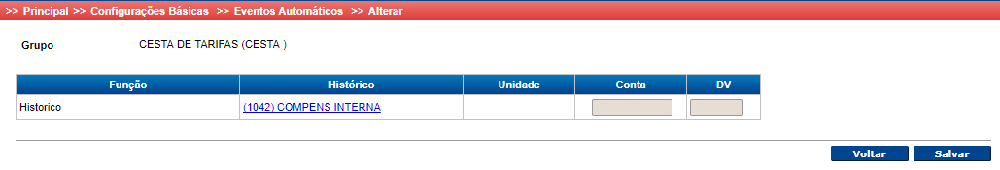 >> Principal >> Configurações Básicas >> Eventos Automáticos >> Alterar
Grupo CESTA DE TARIFAS (CESTA )
Função Histórico Unidade Conta DV
Historico (1042) COMPENS INTERNA
Voltar Salvar